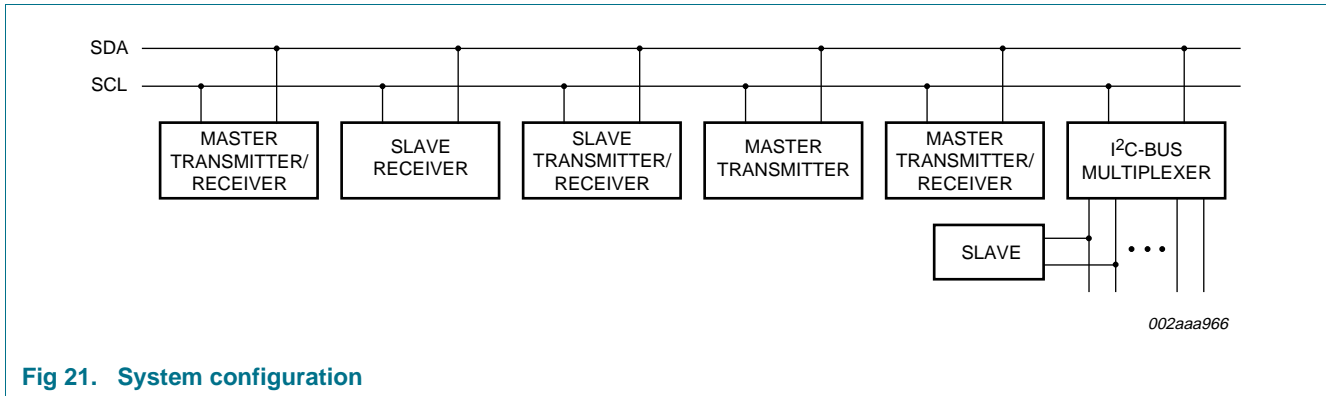 SDA
SCL
MASTER
TRANSMITTER/
RECEIVER
SLAVE
RECEIVER
SLAVE
TRANSMITTER/
RECEIVER
MASTER
TRANSMITTER
MASTER
TRANSMITTER/
RECEIVER
I²C-BUS
MULTIPLEXER
SLAVE
002aaa966
Fig 21. System configuration